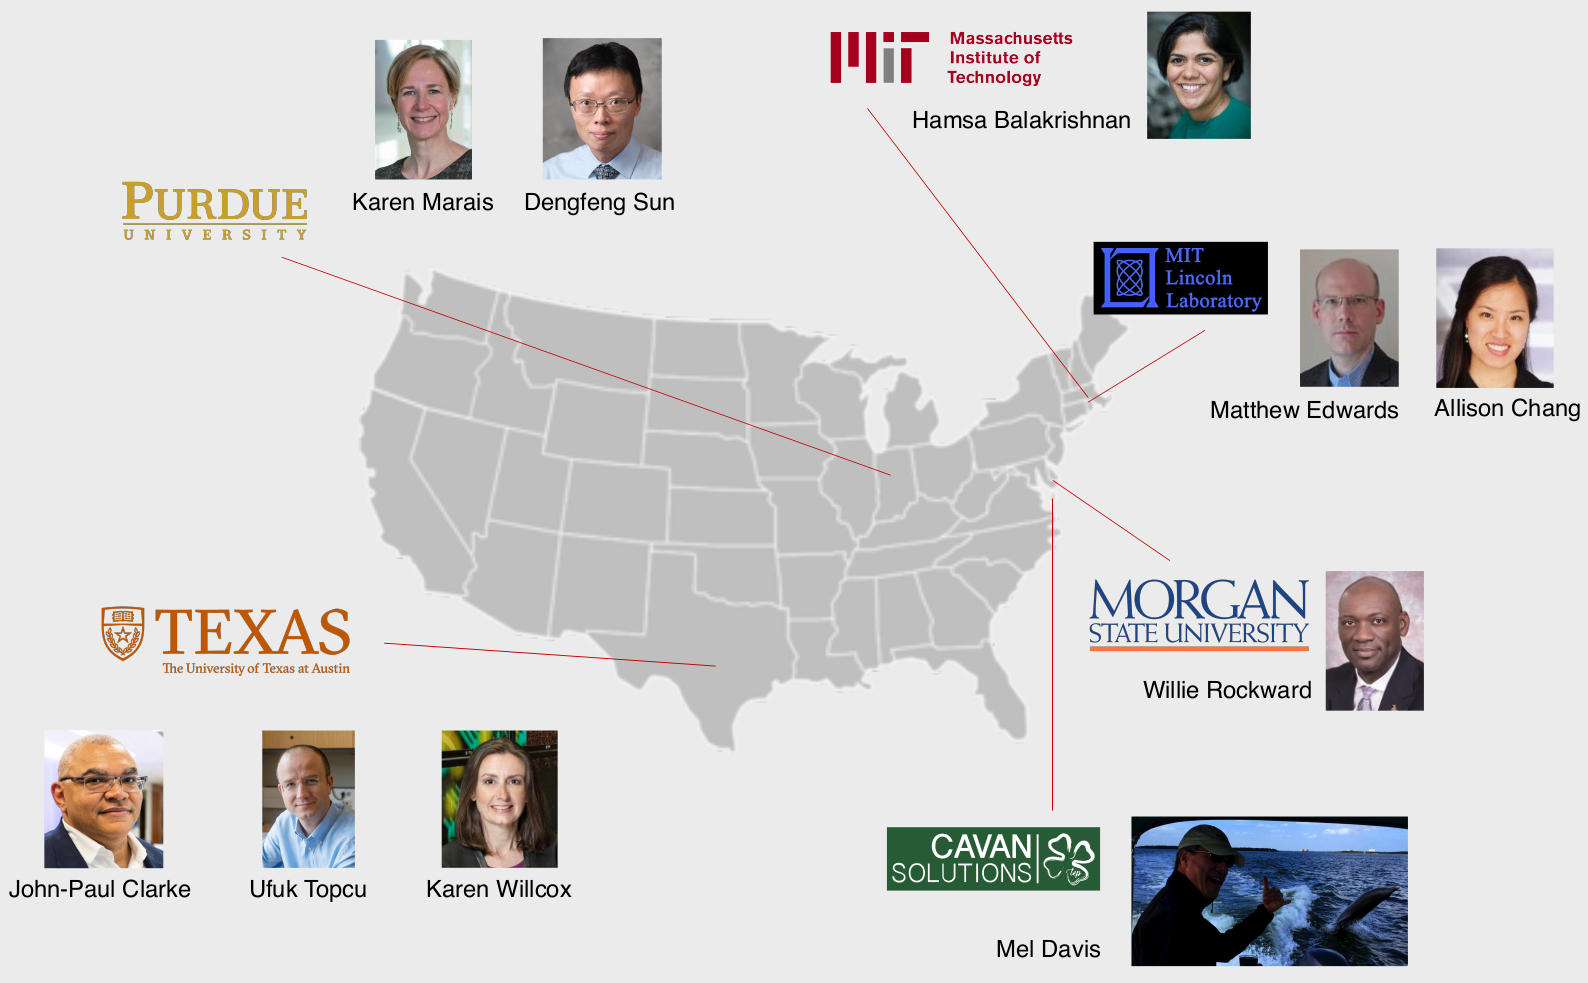 Massachusetts
Institute of
Technology
Hamsa Balakrishnan
Karen Marais
Dengfeng Sun
PURDUE
UNIVERSITY
MIT
Lincoln
Laboratory
Matthew Edwards
Allison Chang
TEXAS
The University of Texas at Austin
MORGAN
STATE UNIVERSITY
Willie Rockward
John-Paul Clarke
Ufuk Topcu
Karen Willcox
CAVAN
SOLUTIONS
Mel Davis